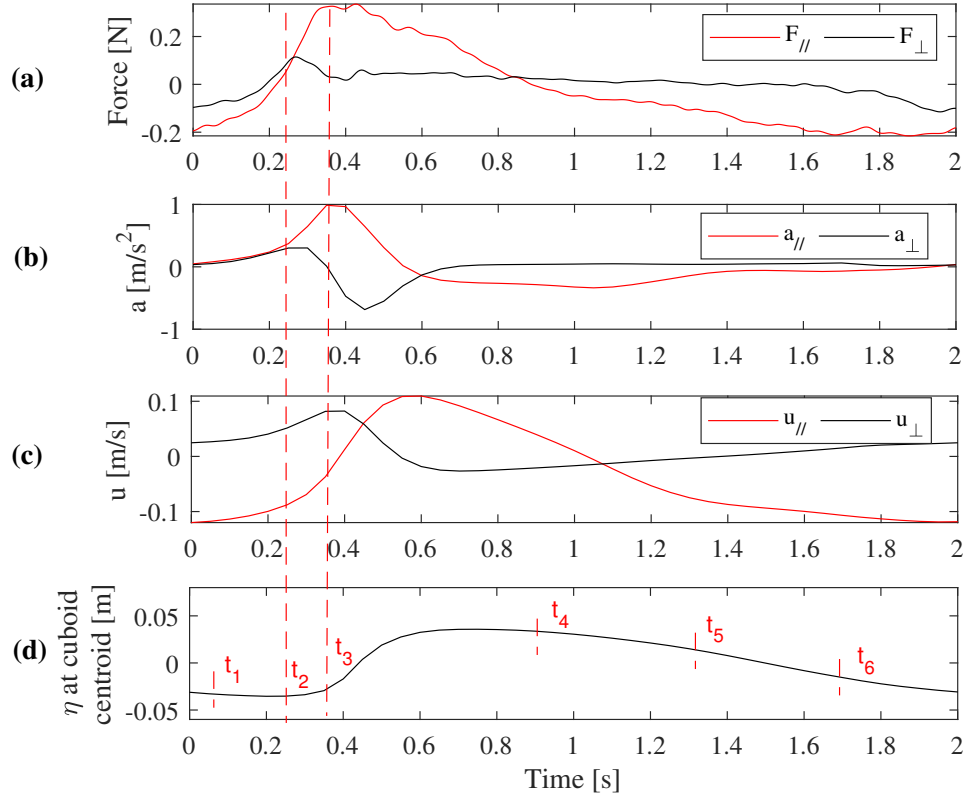 (a)
Force [N]
0.2
0
-0.2
F// F⊥
0 0.2 0.4 0.6 0.8 1 1.2 1.4 1.6 1.8 2
(b)
a [m/s²]
1
0
-1
a// a⊥
0 0.2 0.4 0.6 0.8 1 1.2 1.4 1.6 1.8 2
(c)
u [m/s]
0.1
0
-0.1
u// u⊥
0 0.2 0.4 0.6 0.8 1 1.2 1.4 1.6 1.8 2
(d)
η at cuboid
centroid [m]
0.05
0
-0.05
t₁ t₂ t₃ t₄ t₅ t₆
0 0.2 0.4 0.6 0.8 1 1.2 1.4 1.6 1.8 2
Time [s]